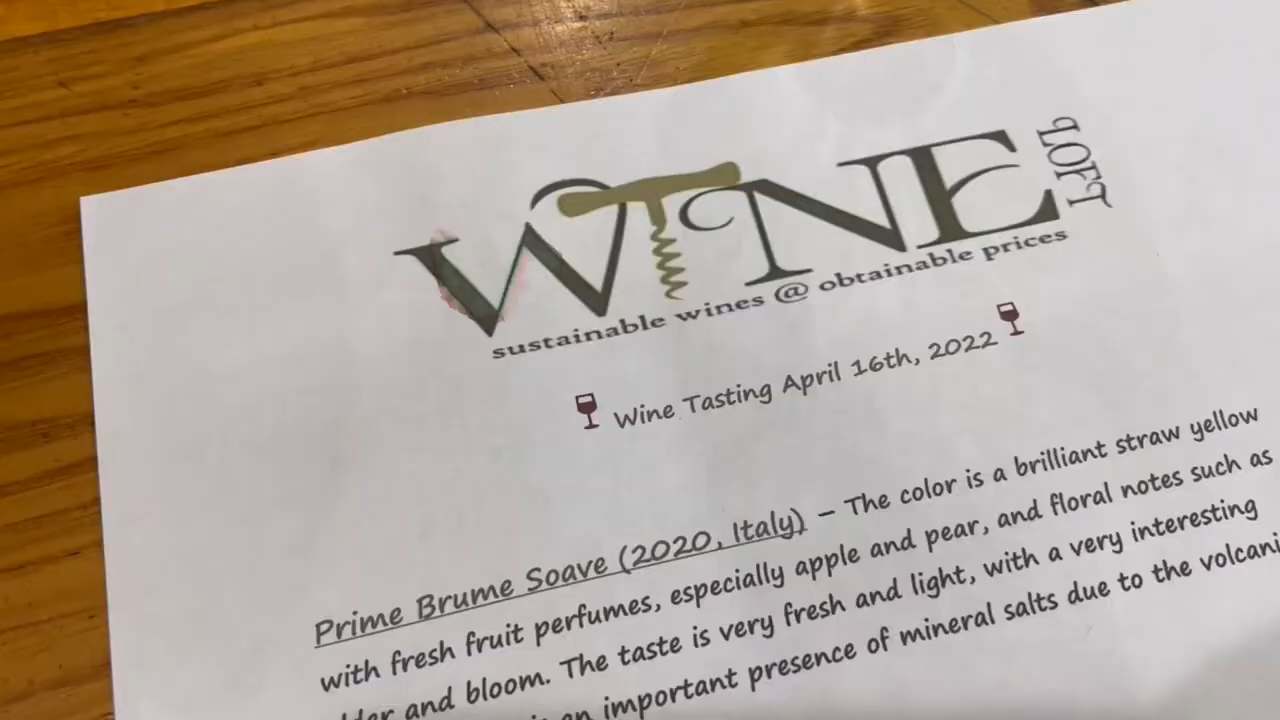 WINE LOFT
sustainable wines @ obtainable prices
Wine Tasting April 16th, 2022
Prime Brume Soave (2020, Italy) – The color is a brilliant straw yellow
with fresh fruit perfumes, especially apple and pear, and floral notes such as
and bloom. The taste is very fresh and light, with a very interesting
an important presence of mineral salts due to the volcani